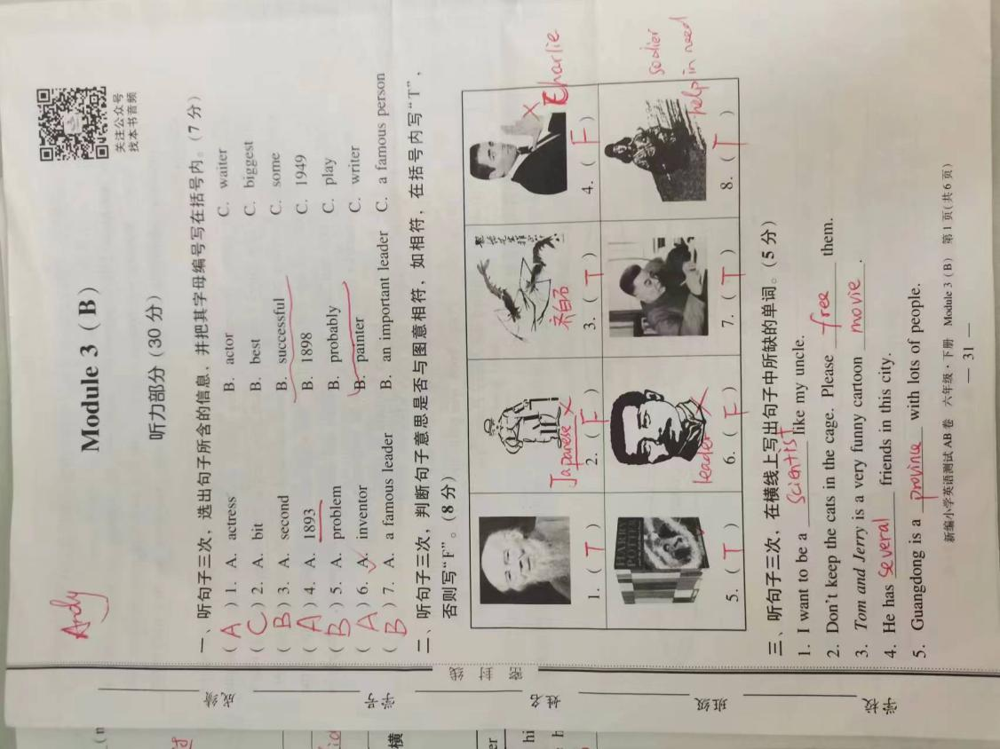 Andy
关注公众号
找本书音频
Module 3（B）
听力部分（30 分）
一、听句子三次，选出句子所含的信息，并把其字母编号写在括号内。（7 分）
( A ) 1. A. actress B. actor C. waiter
( C ) 2. A. bit B. best C. biggest
( B ) 3. A. second B. successful C. some
( A ) 4. A. 1893 B. 1898 C. 1949
( B ) 5. A. problem B. probably C. play
( A ) 6. A. inventor B. painter C. writer
( B ) 7. A. a famous leader B. an important leader C. a famous person
二、听句子三次，判断句子意思是否与图意相符，如相符，在括号内写“T”，
否则写“F”。（8 分）
Japanese
齐白石
Charlie
1. ( T ) 2. ( F ) 3. ( T ) 4. ( F )
HARRY
POTTER
leader
sodier
help in need
5. ( T ) 6. ( F ) 7. ( T ) 8. ( T )
三、听句子三次，在横线上写出句子中所缺的单词。（5 分）
1. I want to be a scientist like my uncle.
2. Don't keep the cats in the cage. Please free them.
3. Tom and Jerry is a very funny cartoon movie.
4. He has several friends in this city.
5. Guangdong is a province with lots of people.
新编小学英语测试 AB 卷 六年级·下册 Module 3（B） 第 1 页（共 6 页）
— 31 —
学校
班级
姓名
学号
成绩
密封线
横
er
hi